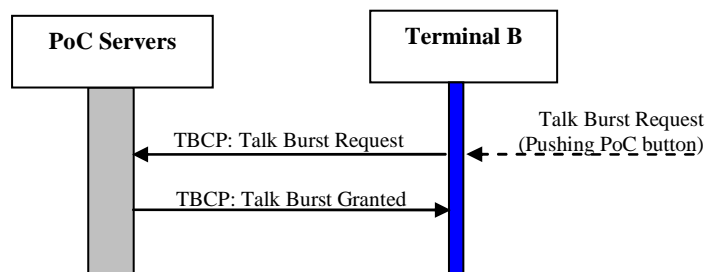 PoC Servers
Terminal B
Talk Burst Request
(Pushing PoC button)
TBCP: Talk Burst Request
TBCP: Talk Burst Granted